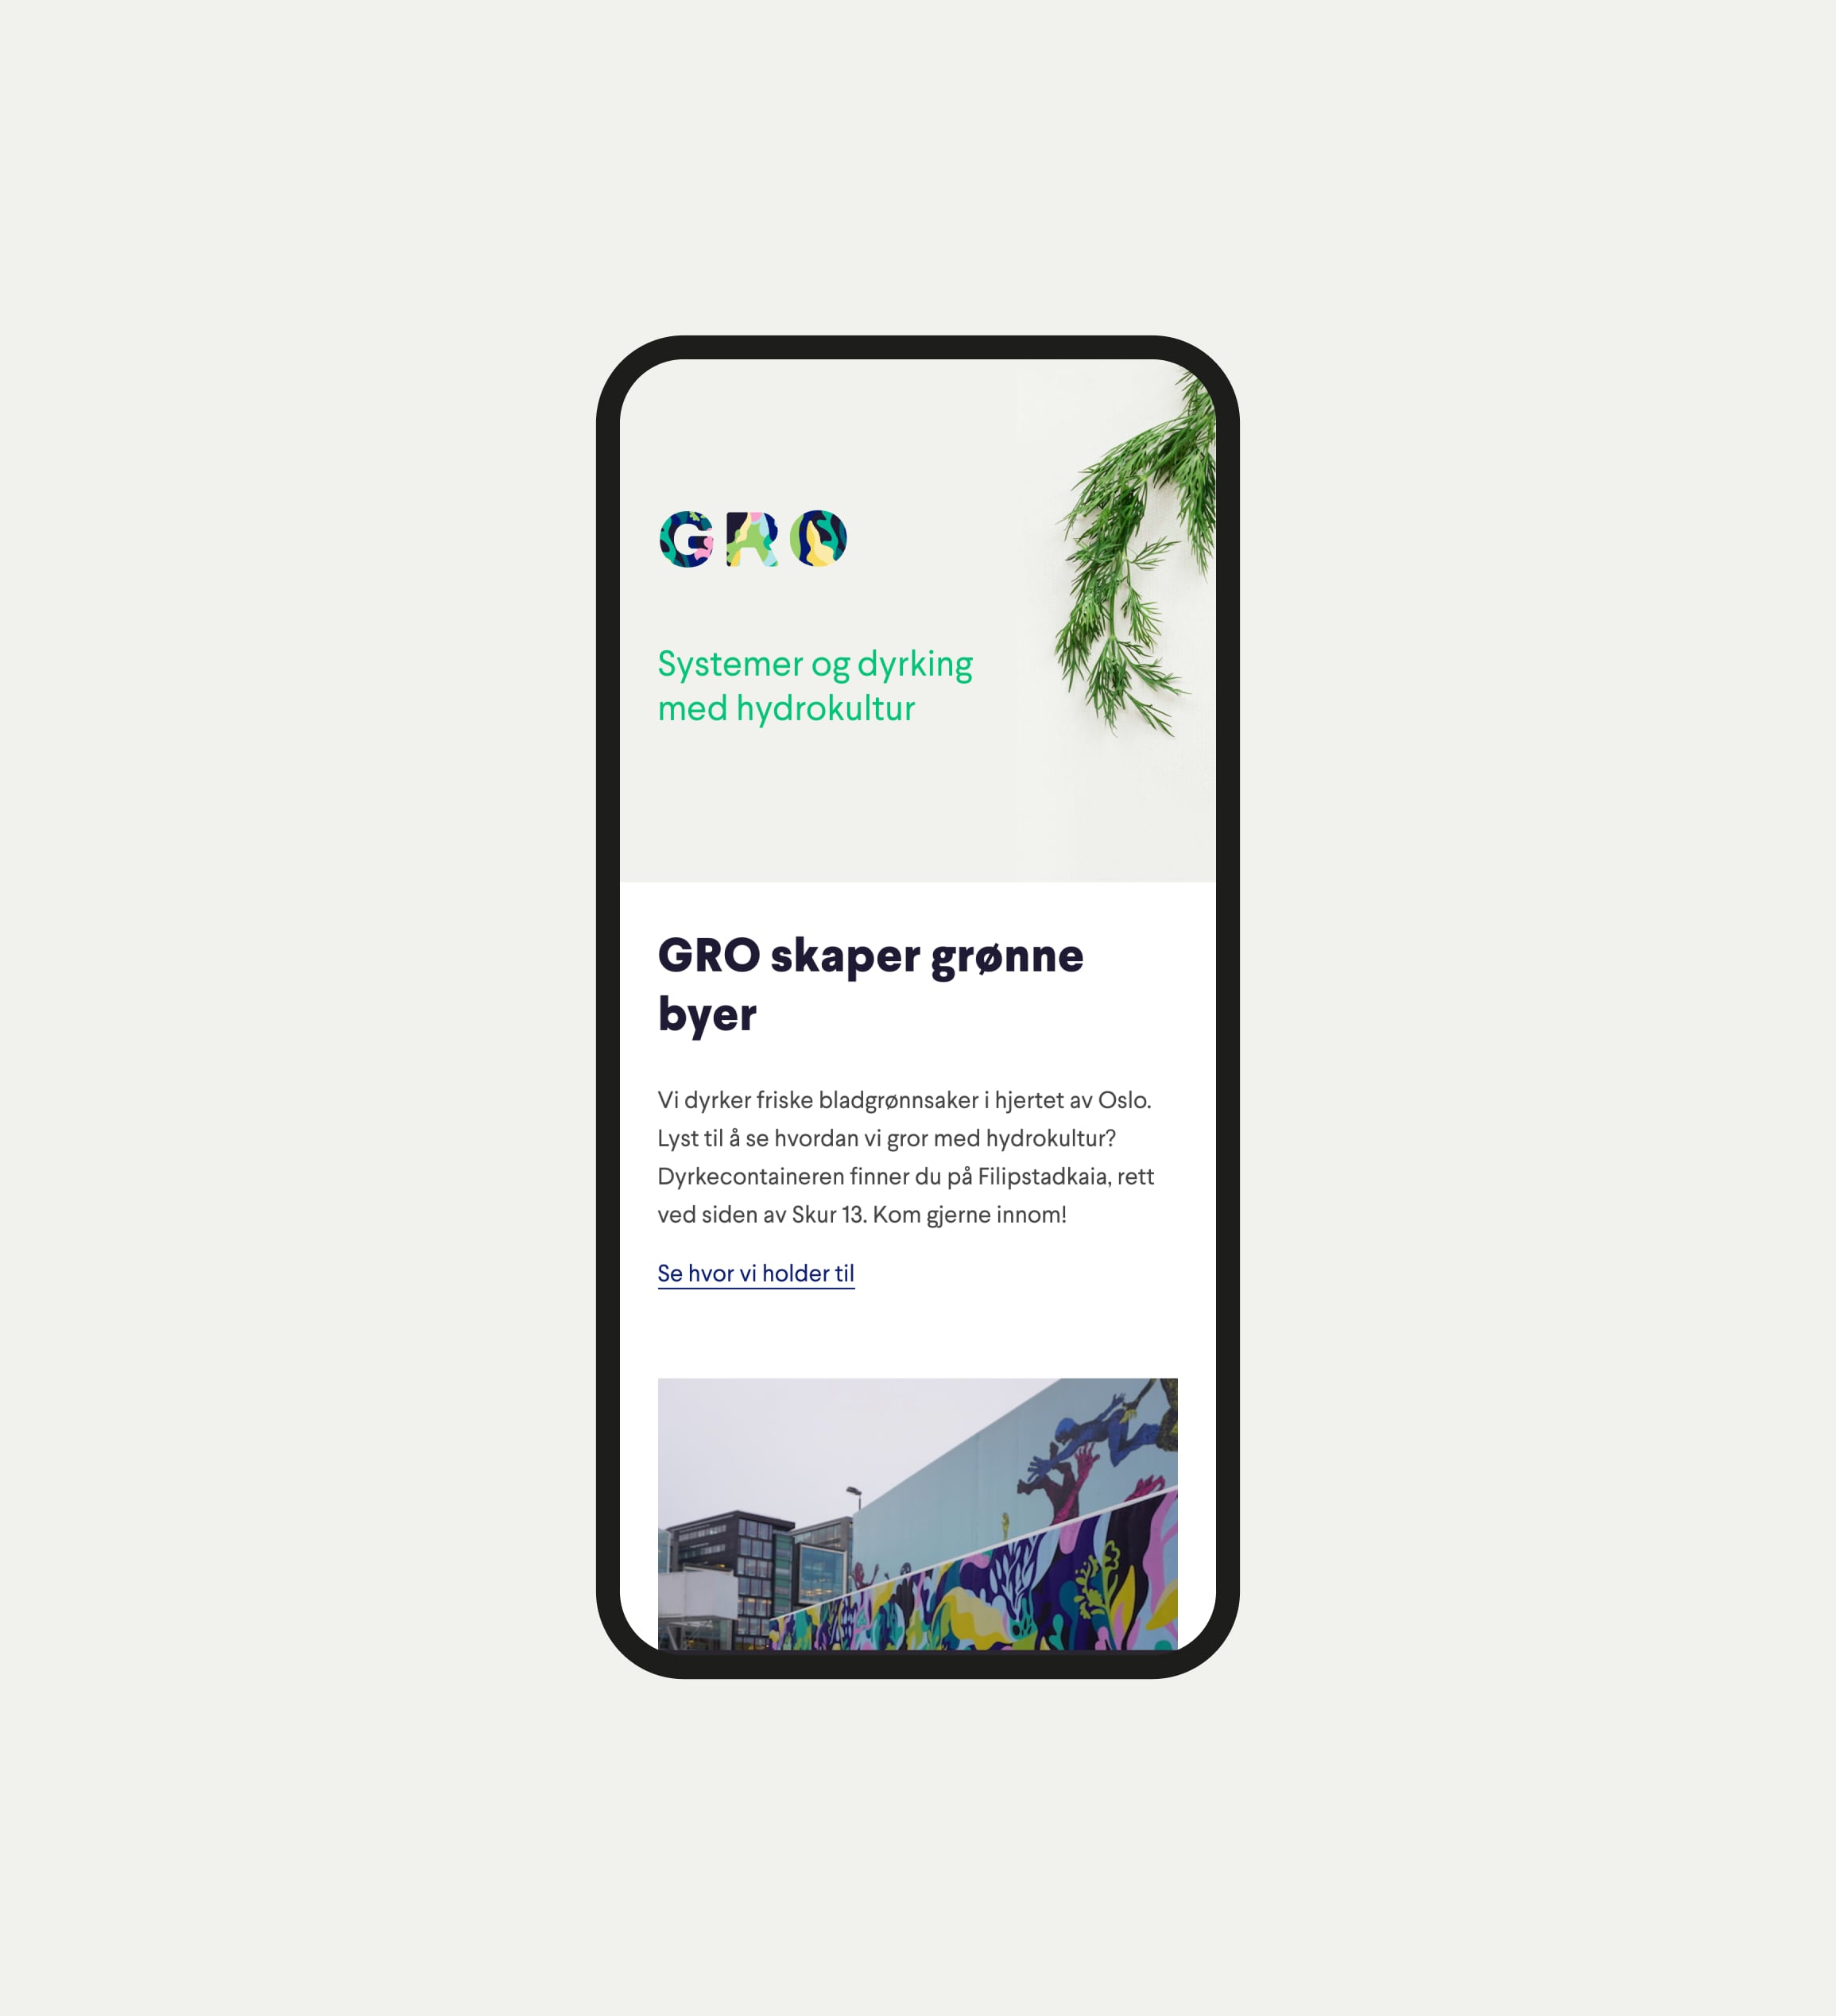 GRO
Systemer og dyrking
med hydrokultur
GRO skaper grønne
byer
Vi dyrker friske bladgrønnsaker i hjertet av Oslo.
Lyst til å se hvordan vi gror med hydrokultur?
Dyrkecontaineren finner du på Filipstadkaia, rett
ved siden av Skur 13. Kom gjerne innom!
Se hvor vi holder til